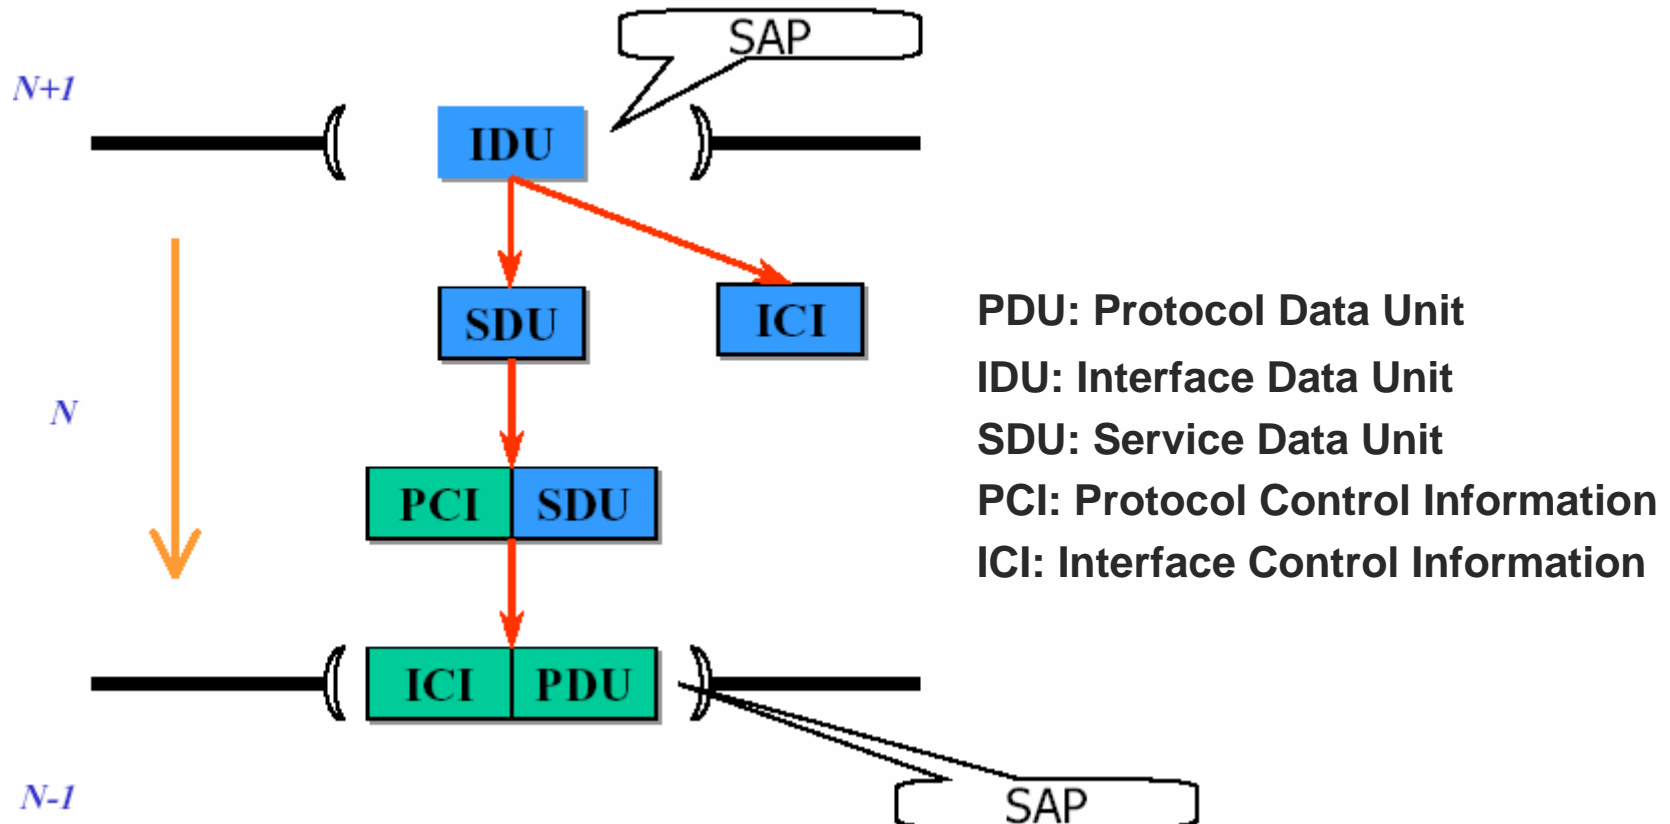 SAP
N+1
IDU
SDU
ICI
PDU: Protocol Data Unit
IDU: Interface Data Unit
SDU: Service Data Unit
PCI: Protocol Control Information
ICI: Interface Control Information
N
PCI SDU
ICI PDU
N-1
SAP